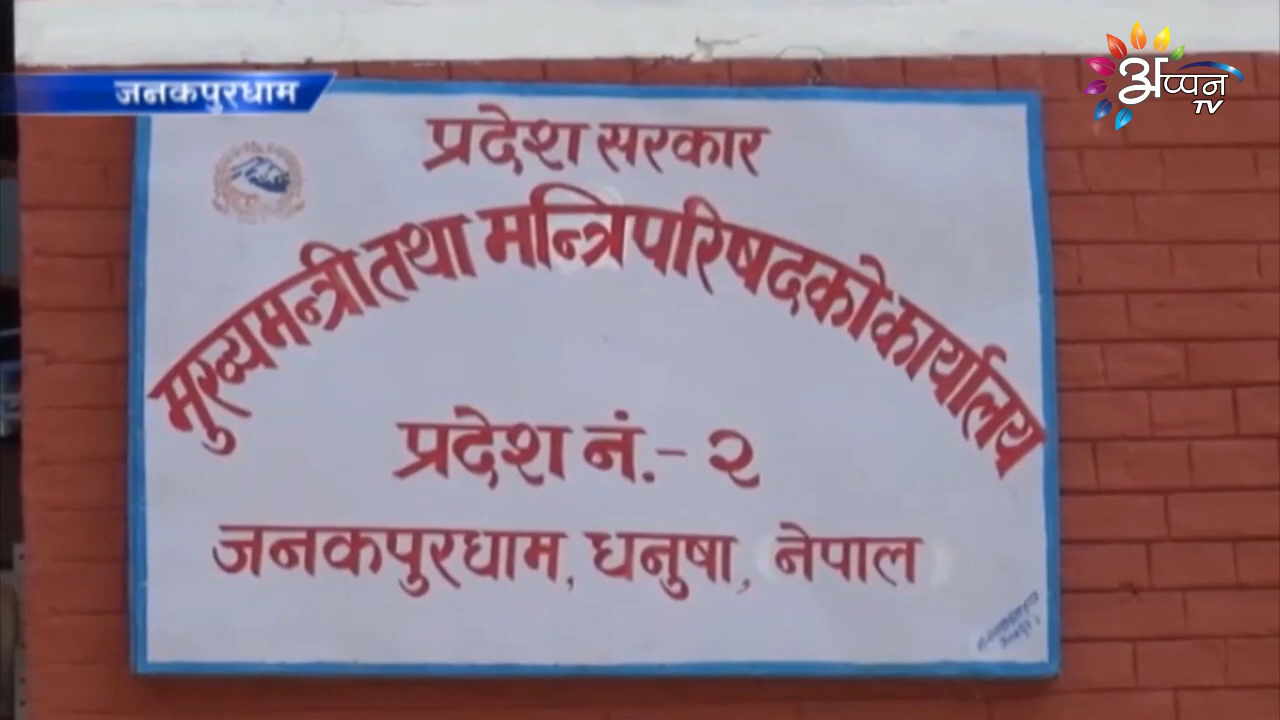 जनकपुरधाम
अप्पन
TV
प्रदेश सरकार
मुख्यमन्त्री तथा मन्त्रिपरिषदको कार्यालय
प्रदेश नं.- २
जनकपुरधाम, धनुषा, नेपाल